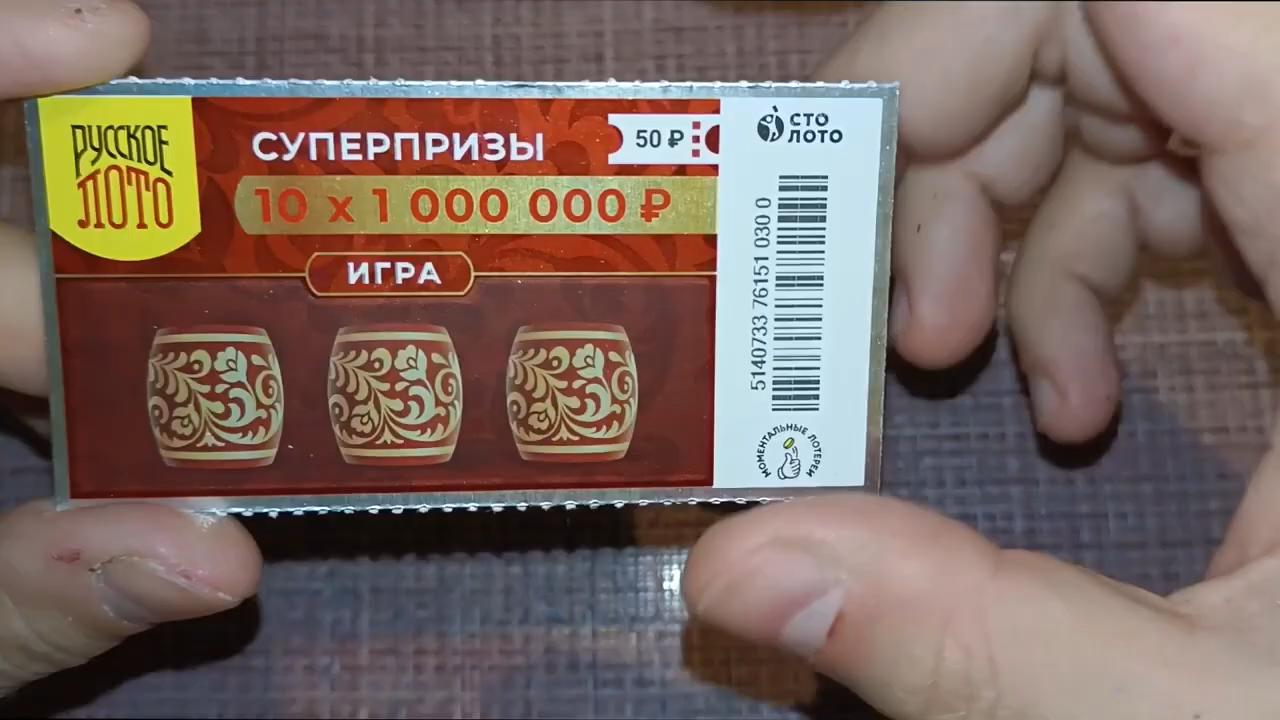 РУССКОЕ
ЛОТО
СУПЕРПРИЗЫ
50 ₽
10 x 1 000 000 ₽
ИГРА
СТО
ЛОТО
5140733 76151 030 0
МОМЕНТАЛЬНЫЕ ЛОТЕРЕИ